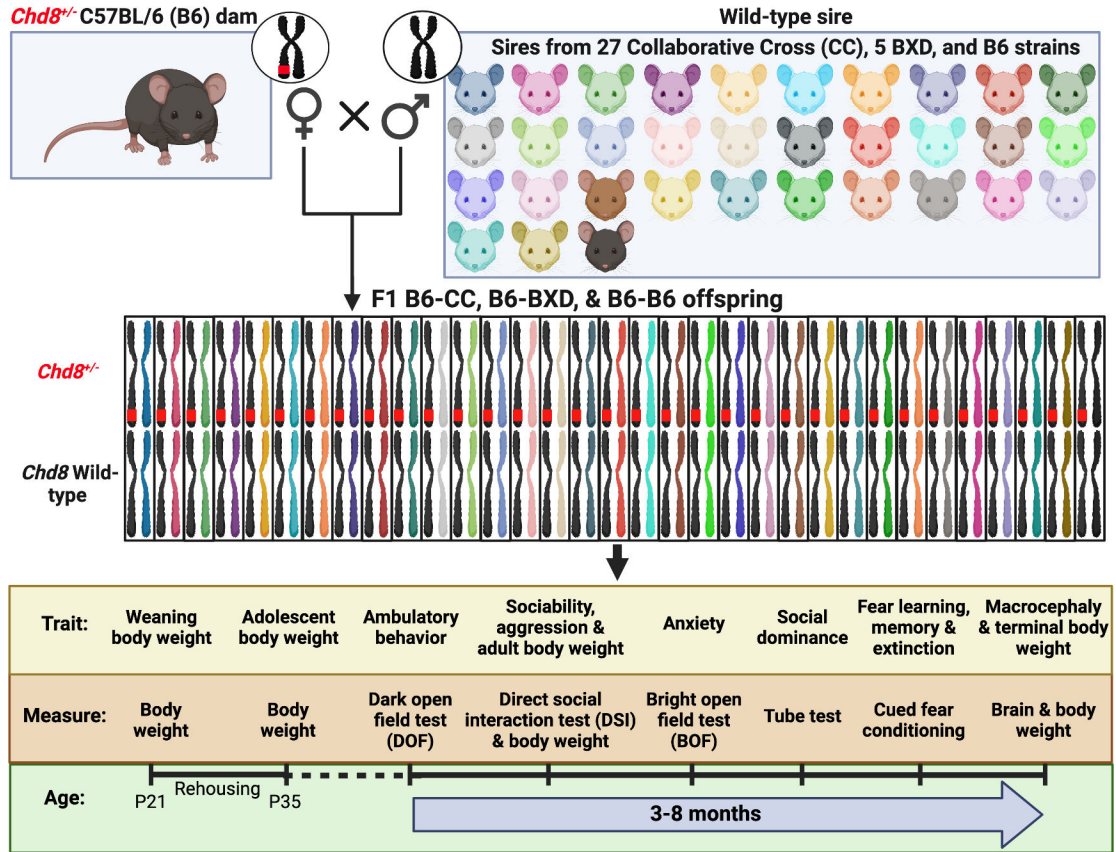 Chd8+/- C57BL/6 (B6) dam
Wild-type sire
Sires from 27 Collaborative Cross (CC), 5 BXD, and B6 strains
F1 B6-CC, B6-BXD, & B6-B6 offspring
Chd8+/-
Chd8 Wild-
type
Trait:
Weaning
body weight
Adolescent
body weight
Ambulatory
behavior
Sociability,
aggression &
adult body weight
Anxiety
Social
dominance
Fear learning,
memory &
extinction
Macrocephaly
& terminal body
weight
Measure:
Body
weight
Body
weight
Dark open
field test
(DOF)
Direct social
interaction test (DSI)
& body weight
Bright open
field test
(BOF)
Tube test
Cued fear
conditioning
Brain & body
weight
Age:
P21
Rehousing
P35
3-8 months